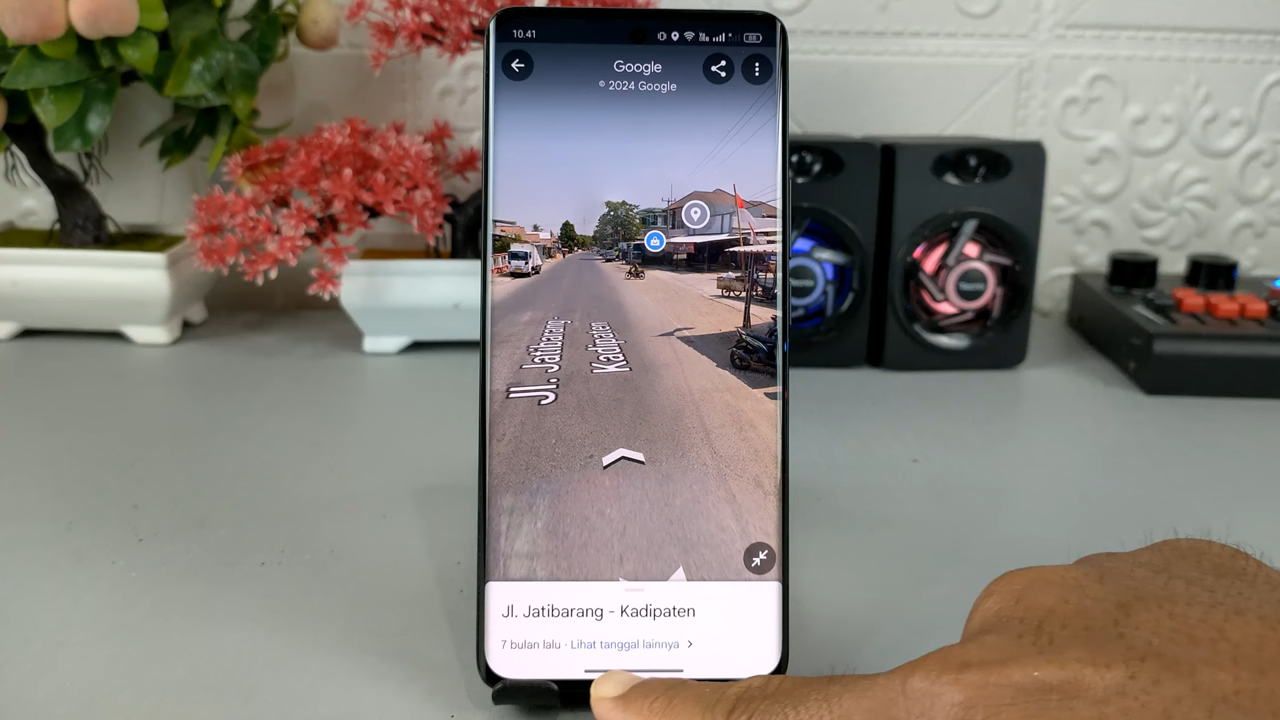 10.41
Google
© 2024 Google
Jl. Jatibarang -
Kadipaten
Jl. Jatibarang - Kadipaten
7 bulan lalu · Lihat tanggal lainnya